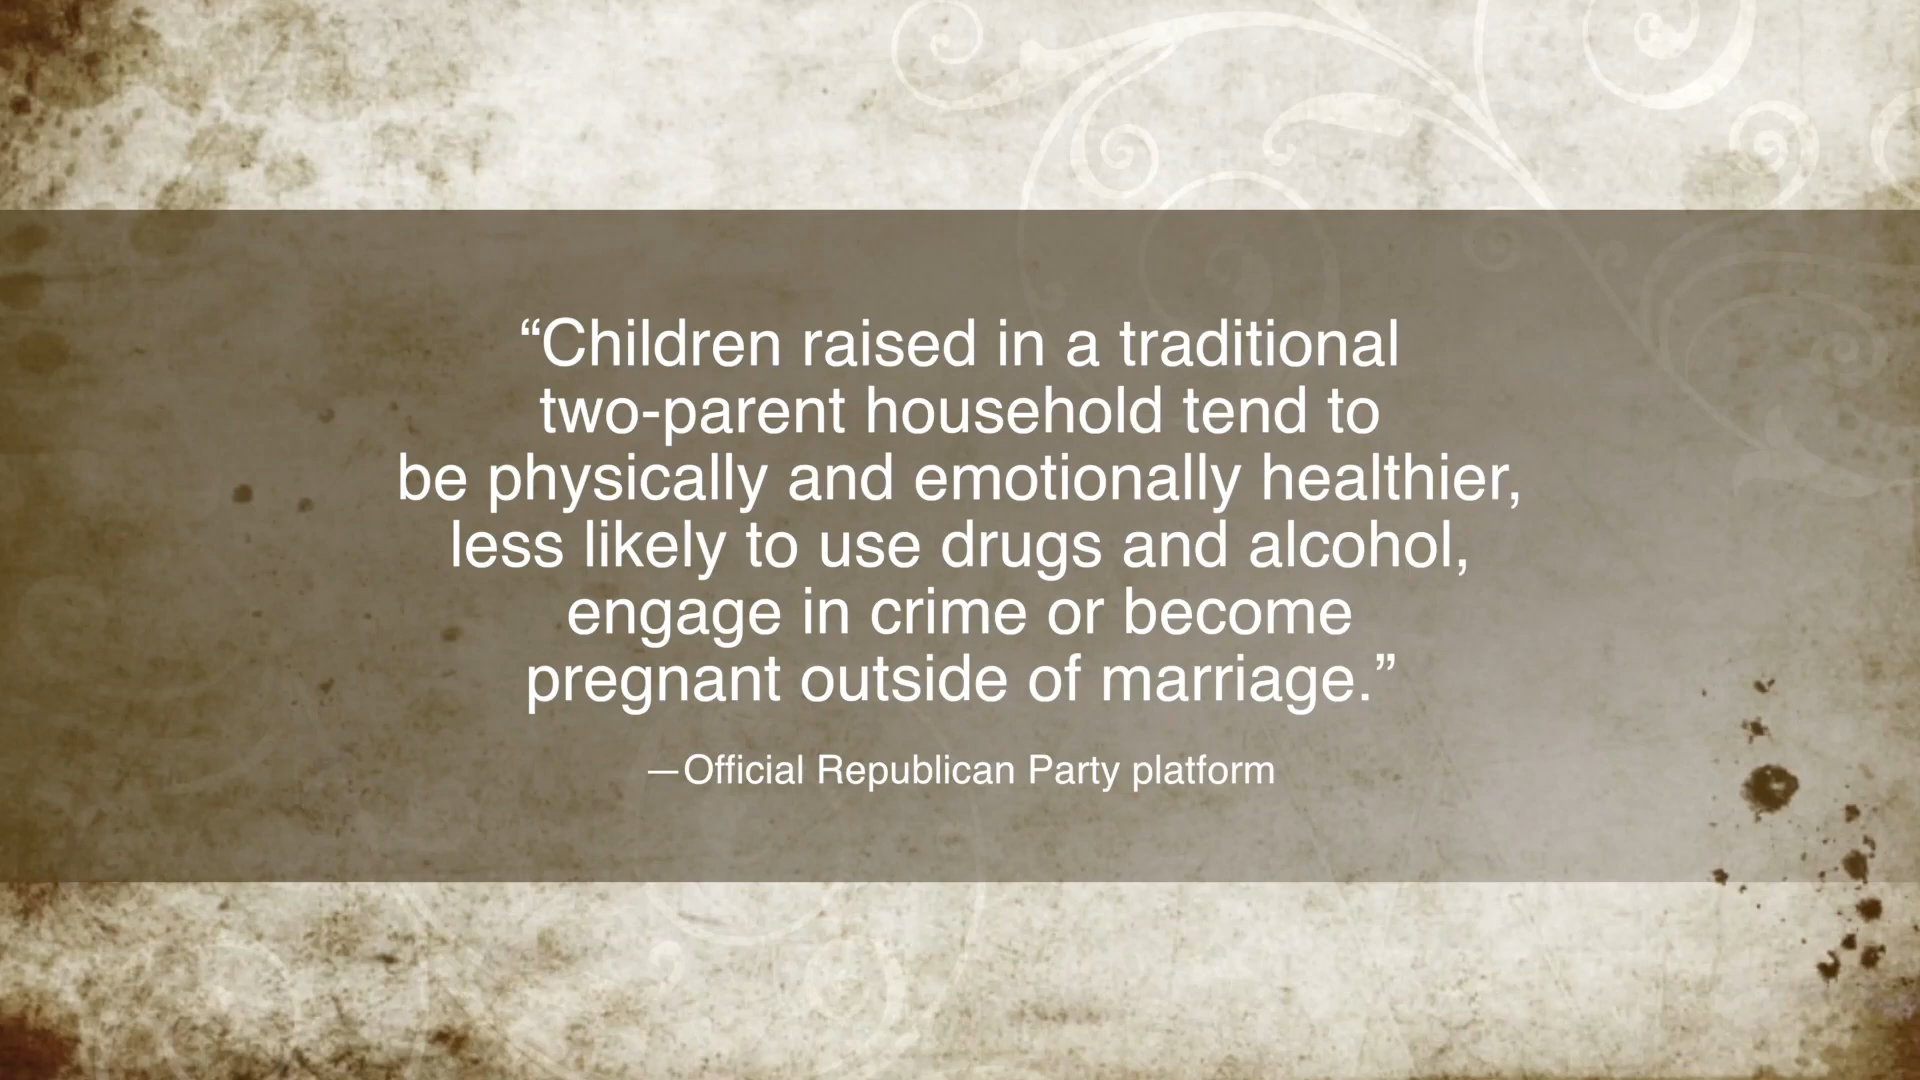 “Children raised in a traditional
two-parent household tend to
be physically and emotionally healthier,
less likely to use drugs and alcohol,
engage in crime or become
pregnant outside of marriage.”
—Official Republican Party platform